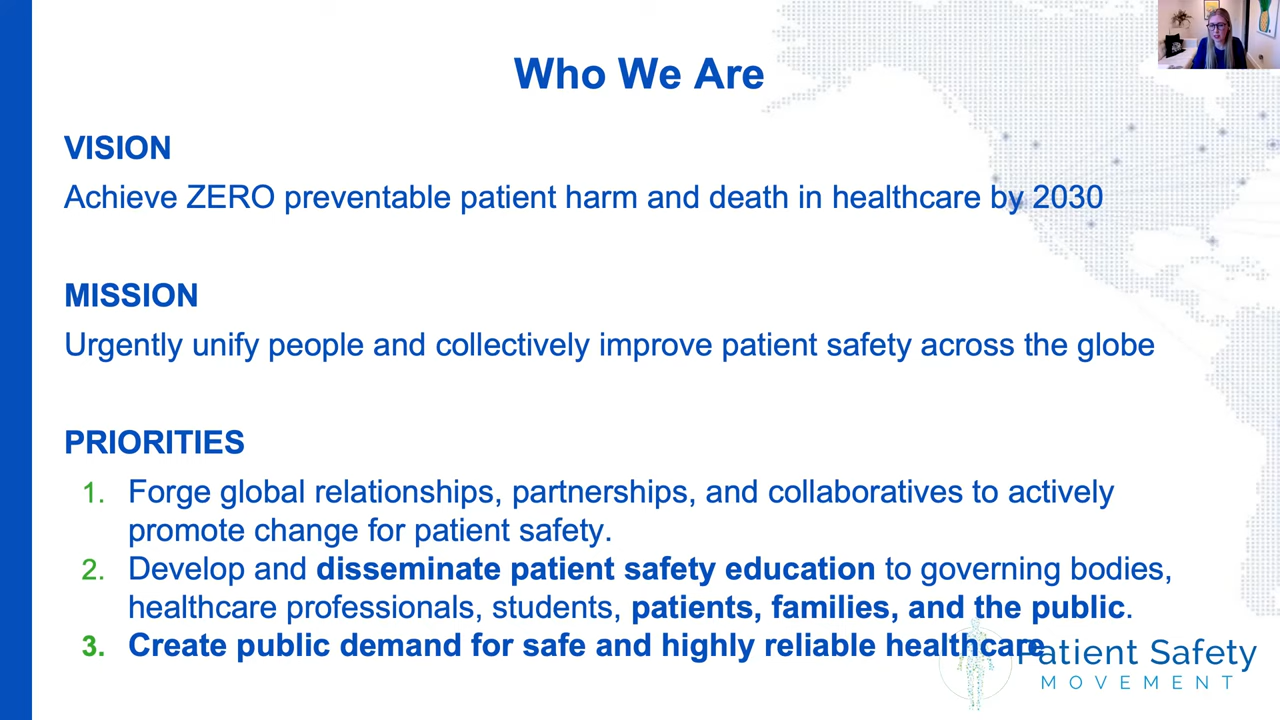 Who We Are
VISION
Achieve ZERO preventable patient harm and death in healthcare by 2030
MISSION
Urgently unify people and collectively improve patient safety across the globe
PRIORITIES
1. Forge global relationships, partnerships, and collaboratives to actively
promote change for patient safety.
2. Develop and disseminate patient safety education to governing bodies,
healthcare professionals, students, patients, families, and the public.
3. Create public demand for safe and highly reliable healthcare
Patient Safety
MOVEMENT